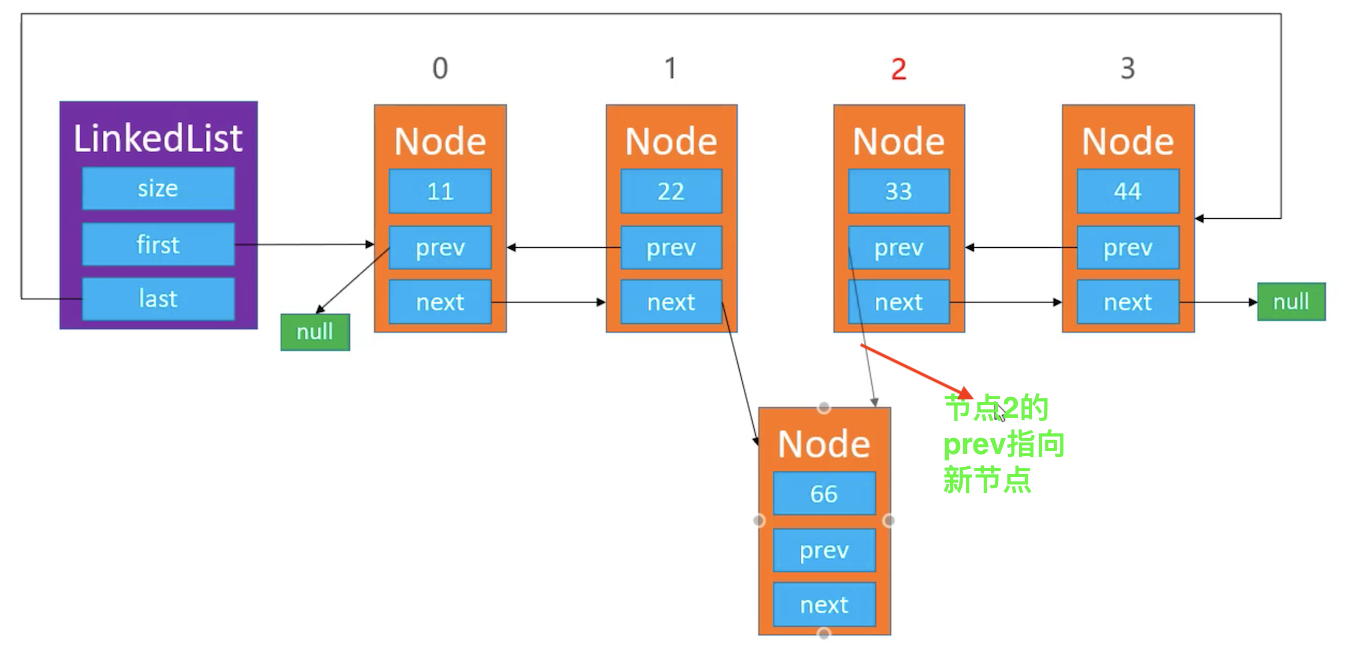 0
1
2
3
LinkedList
size
first
last
null
Node
11
prev
next
Node
22
prev
next
Node
33
prev
next
Node
44
prev
next
null
Node
66
prev
next
节点2的
prev指向
新节点